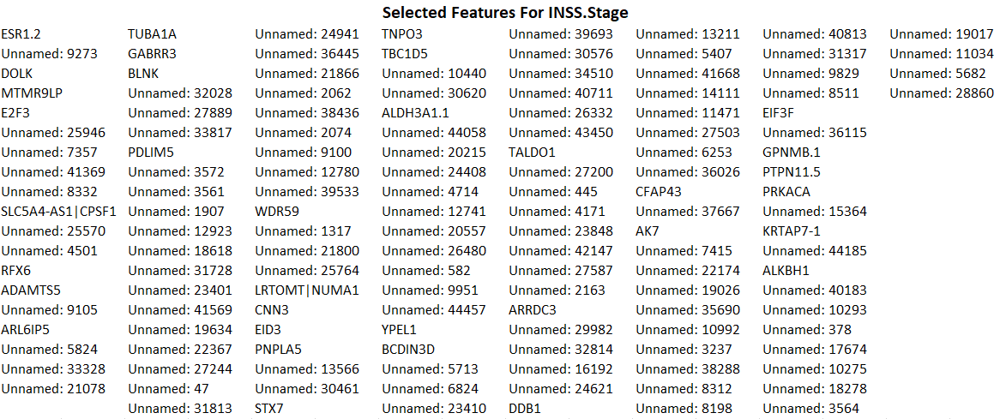 Selected Features For INSS.Stage
ESR1.2 TUBA1A Unnamed: 24941 TNPO3 Unnamed: 39693 Unnamed: 13211 Unnamed: 40813 Unnamed: 19017
Unnamed: 9273 GABRR3 Unnamed: 36445 TBC1D5 Unnamed: 30576 Unnamed: 5407 Unnamed: 31317 Unnamed: 11034
DOLK BLNK Unnamed: 21866 Unnamed: 10440 Unnamed: 34510 Unnamed: 41668 Unnamed: 9829 Unnamed: 5682
MTMR9LP Unnamed: 32028 Unnamed: 2062 Unnamed: 30620 Unnamed: 40711 Unnamed: 14111 Unnamed: 8511 Unnamed: 28860
E2F3 Unnamed: 27889 Unnamed: 38436 ALDH3A1.1 Unnamed: 26332 Unnamed: 11471 EIF3F
Unnamed: 25946 Unnamed: 33817 Unnamed: 2074 Unnamed: 44058 Unnamed: 43450 Unnamed: 27503 Unnamed: 36115
Unnamed: 7357 PDLIM5 Unnamed: 9100 Unnamed: 20215 TALDO1 Unnamed: 6253 GPNMB.1
Unnamed: 41369 Unnamed: 3572 Unnamed: 12780 Unnamed: 24408 Unnamed: 27200 Unnamed: 36026 PTPN11.5
Unnamed: 8332 Unnamed: 3561 Unnamed: 39533 Unnamed: 4714 Unnamed: 445 CFAP43 PRKACA
SLC5A4-AS1|CPSF1 Unnamed: 1907 WDR59 Unnamed: 12741 Unnamed: 4171 Unnamed: 37667 Unnamed: 15364
Unnamed: 25570 Unnamed: 12923 Unnamed: 1317 Unnamed: 20557 Unnamed: 23848 AK7 KRTAP7-1
Unnamed: 4501 Unnamed: 18618 Unnamed: 21800 Unnamed: 26480 Unnamed: 42147 Unnamed: 7415 Unnamed: 44185
RFX6 Unnamed: 31728 Unnamed: 25764 Unnamed: 582 Unnamed: 27587 Unnamed: 22174 ALKBH1
ADAMTS5 Unnamed: 23401 LRTOMT|NUMA1 Unnamed: 9951 Unnamed: 2163 Unnamed: 19026 Unnamed: 40183
Unnamed: 9105 Unnamed: 41569 CNN3 Unnamed: 44457 ARRDC3 Unnamed: 35690 Unnamed: 10293
ARL6IP5 Unnamed: 19634 EID3 YPEL1 Unnamed: 29982 Unnamed: 10992 Unnamed: 378
Unnamed: 5824 Unnamed: 22367 PNPLA5 BCDIN3D Unnamed: 32814 Unnamed: 3237 Unnamed: 17674
Unnamed: 33328 Unnamed: 27244 Unnamed: 13566 Unnamed: 5713 Unnamed: 16192 Unnamed: 38288 Unnamed: 10275
Unnamed: 21078 Unnamed: 47 Unnamed: 30461 Unnamed: 6824 Unnamed: 24621 Unnamed: 8312 Unnamed: 18278
Unnamed: 31813 STX7 Unnamed: 23410 DDB1 Unnamed: 8198 Unnamed: 3564